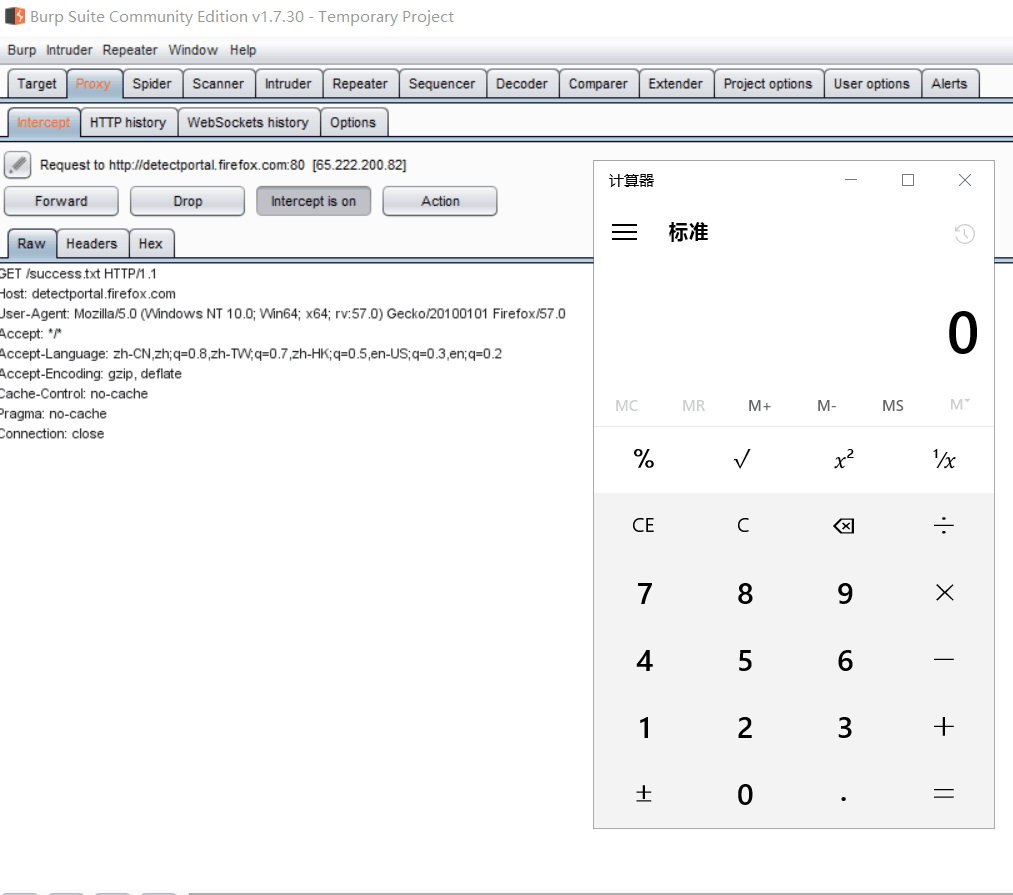 Burp Suite Community Edition v1.7.30 - Temporary Project
Burp Intruder Repeater Window Help
Target Proxy Spider Scanner Intruder Repeater Sequencer Decoder Comparer Extender Project options User options Alerts
Intercept HTTP history WebSockets history Options
Request to http://detectportal.firefox.com:80 [65.222.200.82]
Forward Drop Intercept is on Action
Raw Headers Hex
GET /success.txt HTTP/1.1
Host: detectportal.firefox.com
User-Agent: Mozilla/5.0 (Windows NT 10.0; Win64; x64; rv:57.0) Gecko/20100101 Firefox/57.0
Accept: */*
Accept-Language: zh-CN,zh;q=0.8,zh-TW;q=0.7,zh-HK;q=0.5,en-US;q=0.3,en;q=0.2
Accept-Encoding: gzip, deflate
Cache-Control: no-cache
Pragma: no-cache
Connection: close
计算器
标准
0
MC MR M+ M- MS M˅
% √ x² ¹/x
CE C ÷
7 8 9 ×
4 5 6 −
1 2 3 +
± 0 . =